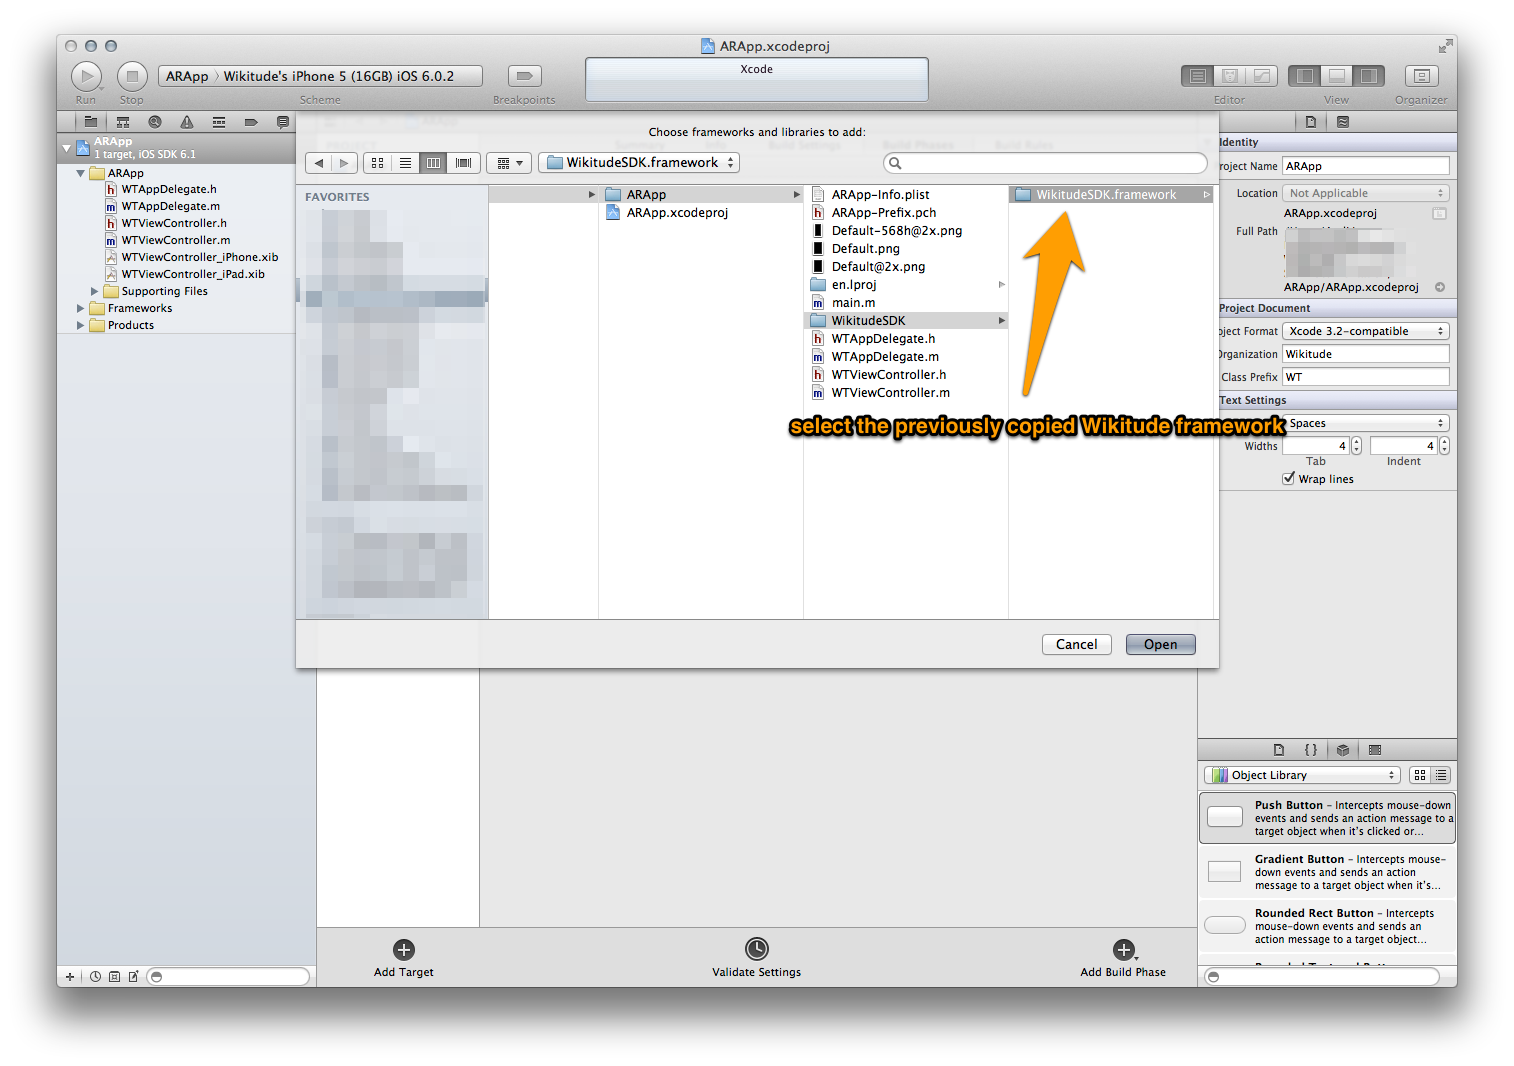 ARApp.xcodeproj
ARApp 〉 Wikitude's iPhone 5 (16GB) iOS 6.0.2
Xcode
Run
Stop
Scheme
Breakpoints
Editor
View
Organizer
ARApp
1 target, iOS SDK 6.1
ARApp
WTAppDelegate.h
WTAppDelegate.m
WTViewController.h
WTViewController.m
WTViewController_iPhone.xib
WTViewController_iPad.xib
Supporting Files
Frameworks
Products
Choose frameworks and libraries to add:
WikitudeSDK.framework
FAVORITES
ARApp
ARApp.xcodeproj
ARApp-Info.plist
ARApp-Prefix.pch
Default-568h@2x.png
Default.png
Default@2x.png
en.lproj
main.m
WikitudeSDK
WTAppDelegate.h
WTAppDelegate.m
WTViewController.h
WTViewController.m
WikitudeSDK.framework
select the previously copied Wikitude framework
Cancel
Open
Identity
roject Name ARApp
Location Not Applicable
ARApp.xcodeproj
Full Path
ARApp/ARApp.xcodeproj
Project Document
oject Format Xcode 3.2-compatible
Organization Wikitude
Class Prefix WT
Text Settings
Spaces
Widths 4 4
Tab Indent
Wrap lines
Object Library
Push Button - Intercepts mouse-down
events and sends an action message to a
target object when it's clicked or...
Gradient Button - Intercepts mouse-
down events and sends an action
message to a target object when it's...
Rounded Rect Button - Intercepts
mouse-down events and sends an
action message to a target object...
Add Target
Validate Settings
Add Build Phase